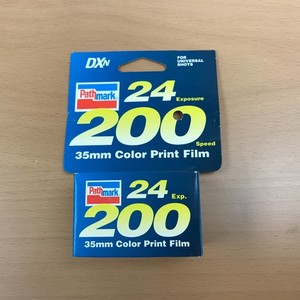 DXN
FOR
UNIVERSAL
SHOTS
Pathmark
24 Exposure
200 Speed
35mm Color Print Film
Pathmark
24 Exp.
200
35mm Color Print Film